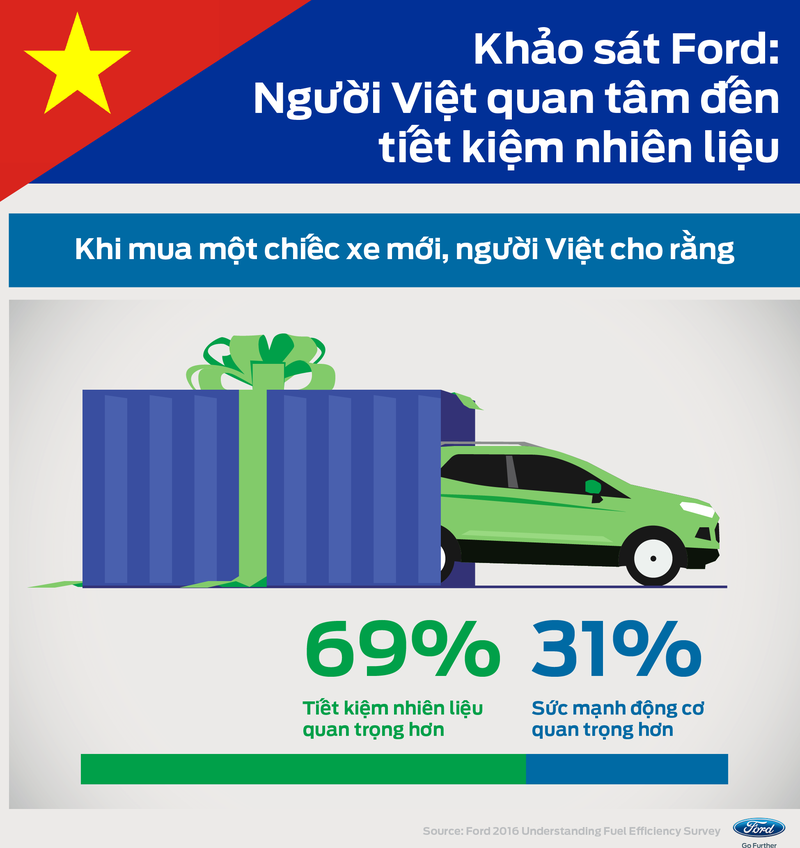 Khảo sát Ford:
Người Việt quan tâm đến
tiết kiệm nhiên liệu
Khi mua một chiếc xe mới, người Việt cho rằng
69%
Tiết kiệm nhiên liệu
quan trọng hơn
31%
Sức mạnh động cơ
quan trọng hơn
Source: Ford 2016 Understanding Fuel Efficiency Survey
Ford
Go Further